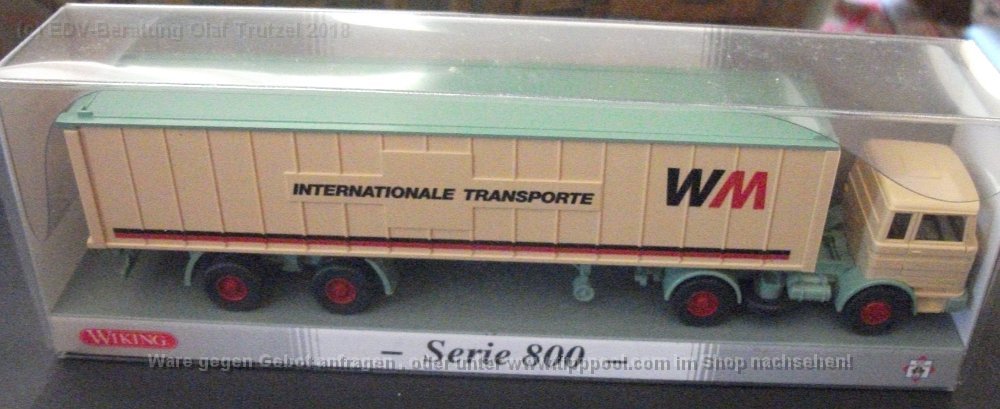 (c) EDV-Beratung Olaf Trutzel 2018
INTERNATIONALE TRANSPORTE
WM
WIKING
- Serie 800 -
Ware gegen Gebot anfragen , oder unter www.tipppool.com im Shop nachsehen!